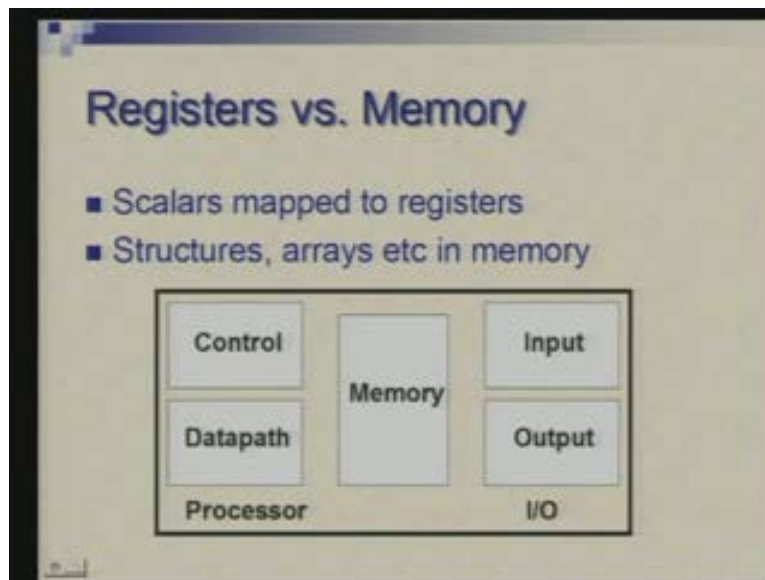 Registers vs. Memory
Scalars mapped to registers
Structures, arrays etc in memory
Control
Memory
Input
Datapath
Output
Processor
I/O